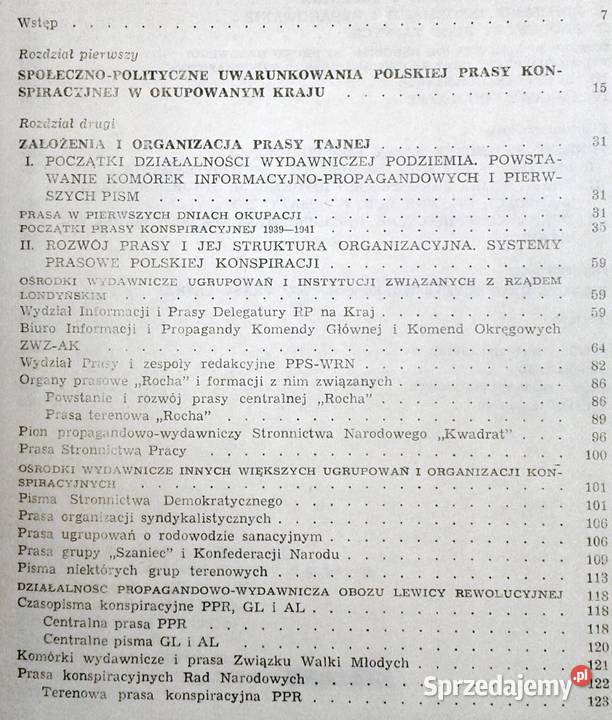 Wstęp . . . . . . . . . . . . . . . . 7
Rozdział pierwszy
SPOŁECZNO-POLITYCZNE UWARUNKOWANIA POLSKIEJ PRASY KON-
SPIRACYJNEJ W OKUPOWANYM KRAJU . . . . . . . . 15
Rozdział drugi
ZAŁOŻENIA I ORGANIZACJA PRASY TAJNEJ . . . . . . . 31
I. POCZĄTKI DZIAŁALNOŚCI WYDAWNICZEJ PODZIEMIA. POWSTA-
WANIE KOMÓREK INFORMACYJNO-PROPAGANDOWYCH I PIERW-
SZYCH PISM . . . . . . . . . . . . . . 31
PRASA W PIERWSZYCH DNIACH OKUPACJI . . . . . . . . 31
POCZĄTKI PRASY KONSPIRACYJNEJ 1939—1941 . . . . . . . . 35
II. ROZWÓJ PRASY I JEJ STRUKTURA ORGANIZACYJNA. SYSTEMY
PRASOWE POLSKIEJ KONSPIRACJI . . . . . . . . . 59
OŚRODKI WYDAWNICZE UGRUPOWAŃ I INSTYTUCJI ZWIĄZANYCH Z RZĄDEM
LONDYŃSKIM . . . . . . . . . . . . . . 59
Wydział Informacji i Prasy Delegatury RP na Kraj . . . . . . . 59
Biuro Informacji i Propagandy Komendy Głównej i Komend Okręgowych
ZWZ-AK . . . . . . . . . . . . . . . 64
Wydział Prasy i zespoły redakcyjne PPS-WRN . . . . . . . . 82
Organy prasowe „Rocha” i formacji z nim związanych . . . . . . 86
Powstanie i rozwój prasy centralnej „Rocha” . . . . . . . 86
Prasa terenowa „Rocha” . . . . . . . . . . . 89
Pion propagandowo-wydawniczy Stronnictwa Narodowego „Kwadrat” . . . 96
Prasa Stronnictwa Pracy . . . . . . . . . . . . 100
OŚRODKI WYDAWNICZE INNYCH WIĘKSZYCH UGRUPOWAŃ I ORGANIZACJI KON-
SPIRACYJNYCH . . . . . . . . . . . . . . 101
Pisma Stronnictwa Demokratycznego . . . . . . . . . 101
Prasa organizacji syndykalistycznych . . . . . . . . . 106
Prasa ugrupowań o rodowodzie sanacyjnym . . . . . . . . 106
Prasa grupy „Szaniec” i Konfederacji Narodu . . . . . . . 109
Pisma niektórych grup terenowych . . . . . . . . . . 113
DZIAŁALNOŚĆ PROPAGANDOWO-WYDAWNICZA OBOZU LEWICY REWOLUCYJNEJ 118
Czasopisma konspiracyjne PPR, GL i AL . . . . . . . . 118
Centralna prasa PPR . . . . . . . . . . . . 118
Centralne pisma GL i AL . . . . . . . . . . . 120
Komórki wydawnicze i prasa Związku Walki Młodych . . . . . . 121
Prasa konspiracyjnych Rad Narodowych . . . . . . . . 122
Terenowa prasa konspiracyjna PPR . . . . . . . . . 123
Sprzedajemy.pl